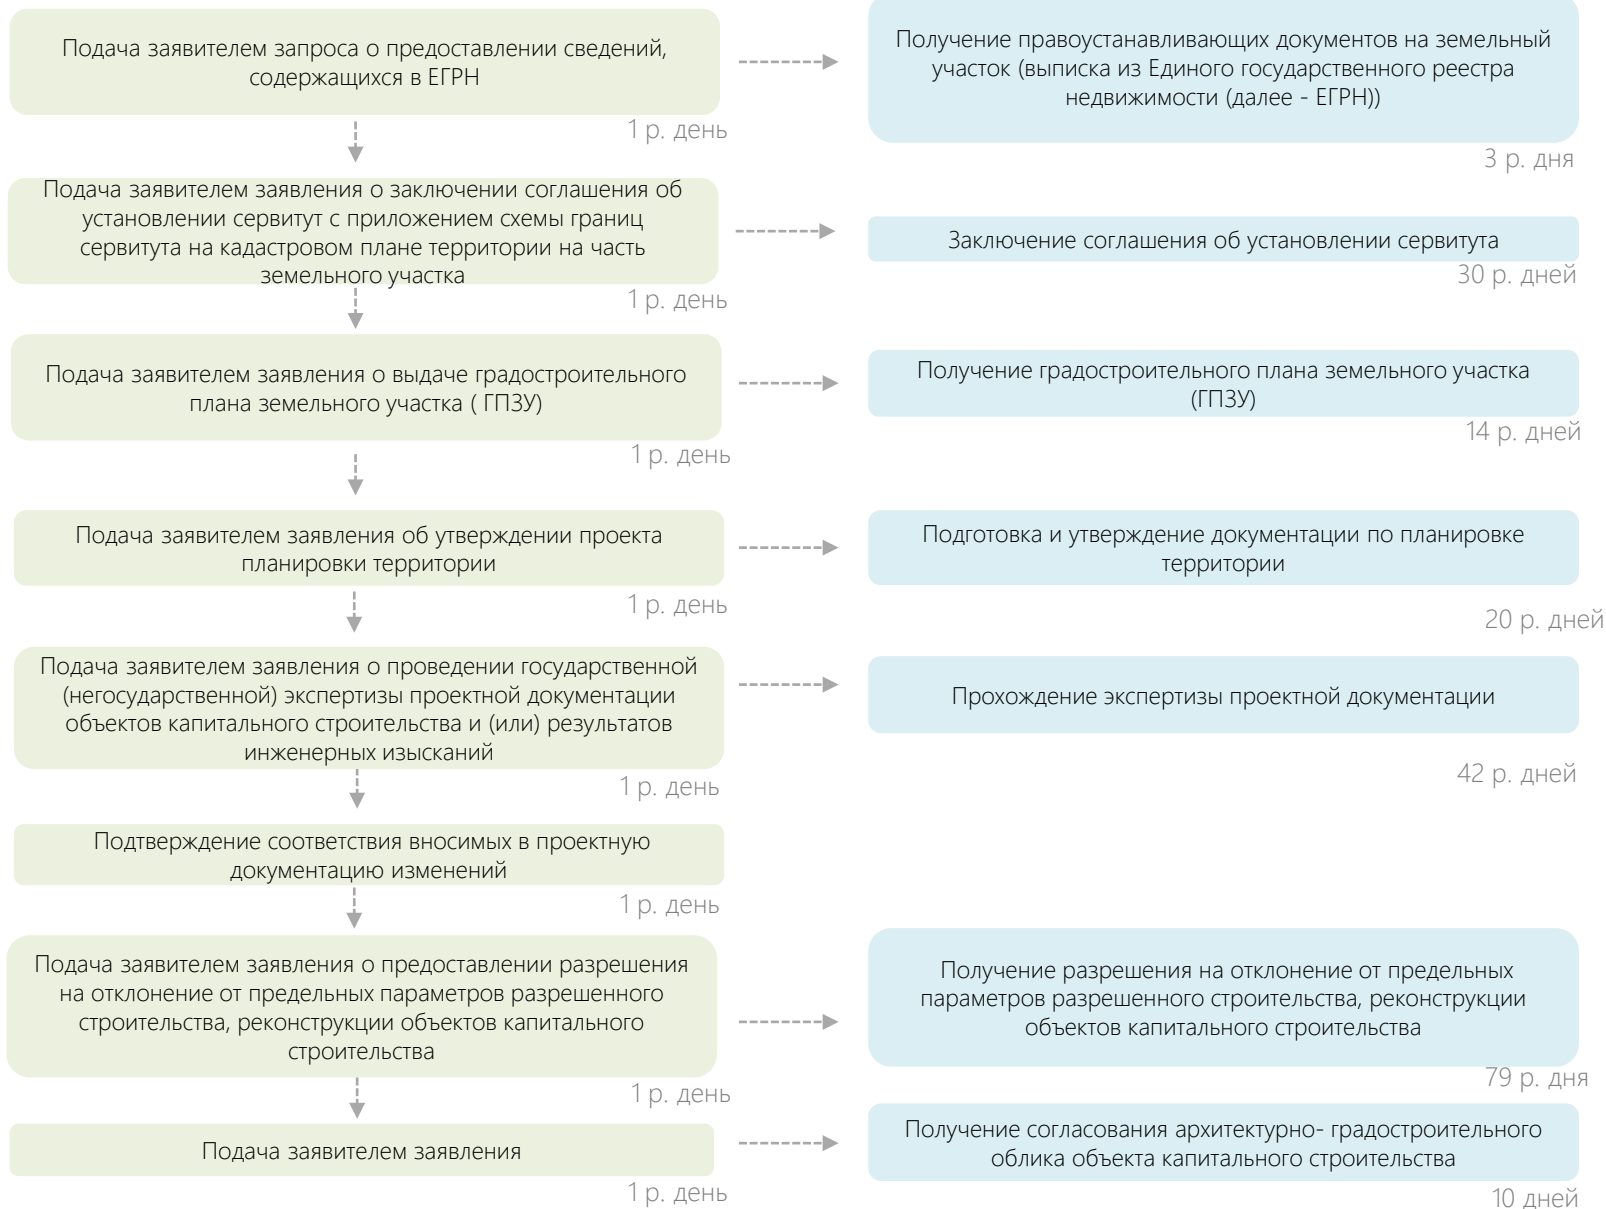 Подача заявителем запроса о предоставлении сведений,
содержащихся в ЕГРН
1 р. день
Получение правоустанавливающих документов на земельный
участок (выписка из Единого государственного реестра
недвижимости (далее - ЕГРН))
3 р. дня
Подача заявителем заявления о заключении соглашения об
установлении сервитут с приложением схемы границ
сервитута на кадастровом плане территории на часть
земельного участка
1 р. день
Заключение соглашения об установлении сервитута
30 р. дней
Подача заявителем заявления о выдаче градостроительного
плана земельного участка ( ГПЗУ)
1 р. день
Получение градостроительного плана земельного участка
(ГПЗУ)
14 р. дней
Подача заявителем заявления об утверждении проекта
планировки территории
1 р. день
Подготовка и утверждение документации по планировке
территории
20 р. дней
Подача заявителем заявления о проведении государственной
(негосударственной) экспертизы проектной документации
объектов капитального строительства и (или) результатов
инженерных изысканий
1 р. день
Прохождение экспертизы проектной документации
42 р. дней
Подтверждение соответствия вносимых в проектную
документацию изменений
1 р. день
Подача заявителем заявления о предоставлении разрешения
на отклонение от предельных параметров разрешенного
строительства, реконструкции объектов капитального
строительства
1 р. день
Получение разрешения на отклонение от предельных
параметров разрешенного строительства, реконструкции
объектов капитального строительства
79 р. дня
Подача заявителем заявления
1 р. день
Получение согласования архитектурно- градостроительного
облика объекта капитального строительства
10 дней